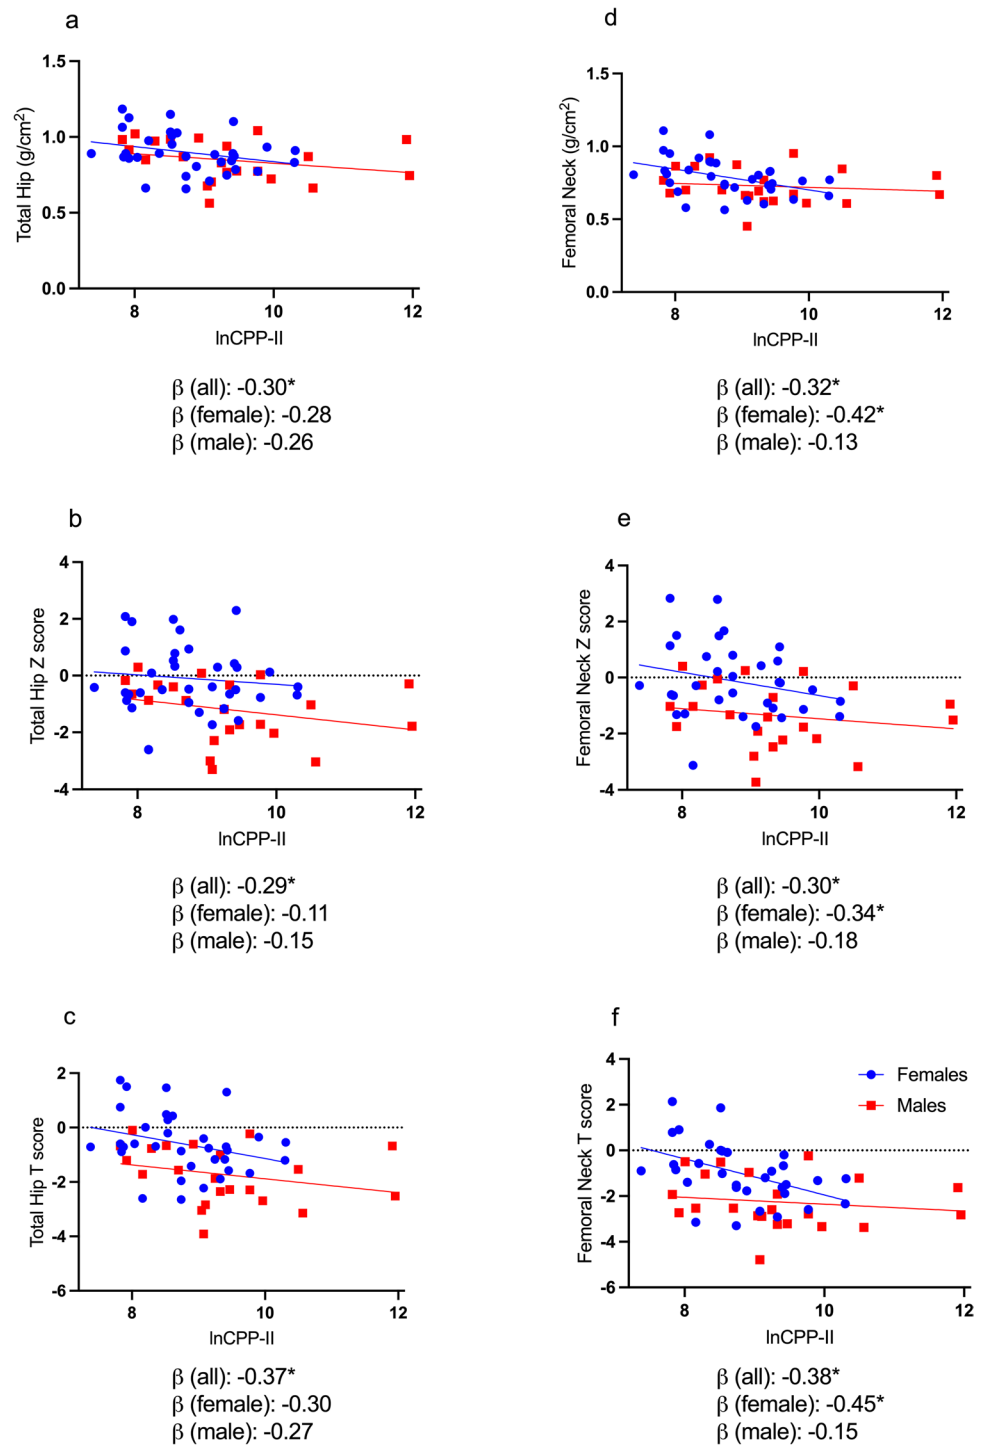 a
1.5
1.0
0.5
0.0
Total Hip (g/cm²)
8
10
12
lnCPP-II
β (all): -0.30*
β (female): -0.28
β (male): -0.26
d
1.5
1.0
0.5
0.0
Femoral Neck (g/cm²)
8
10
12
lnCPP-II
β (all): -0.32*
β (female): -0.42*
β (male): -0.13
b
4
2
0
-2
-4
Total Hip Z score
8
10
12
lnCPP-II
β (all): -0.29*
β (female): -0.11
β (male): -0.15
e
4
2
0
-2
-4
Femoral Neck Z score
8
10
12
lnCPP-II
β (all): -0.30*
β (female): -0.34*
β (male): -0.18
c
2
0
-2
-4
-6
Total Hip T score
8
10
12
lnCPP-II
β (all): -0.37*
β (female): -0.30
β (male): -0.27
f
4
2
0
-2
-4
-6
Femoral Neck T score
Females
Males
8
10
12
lnCPP-II
β (all): -0.38*
β (female): -0.45*
β (male): -0.15